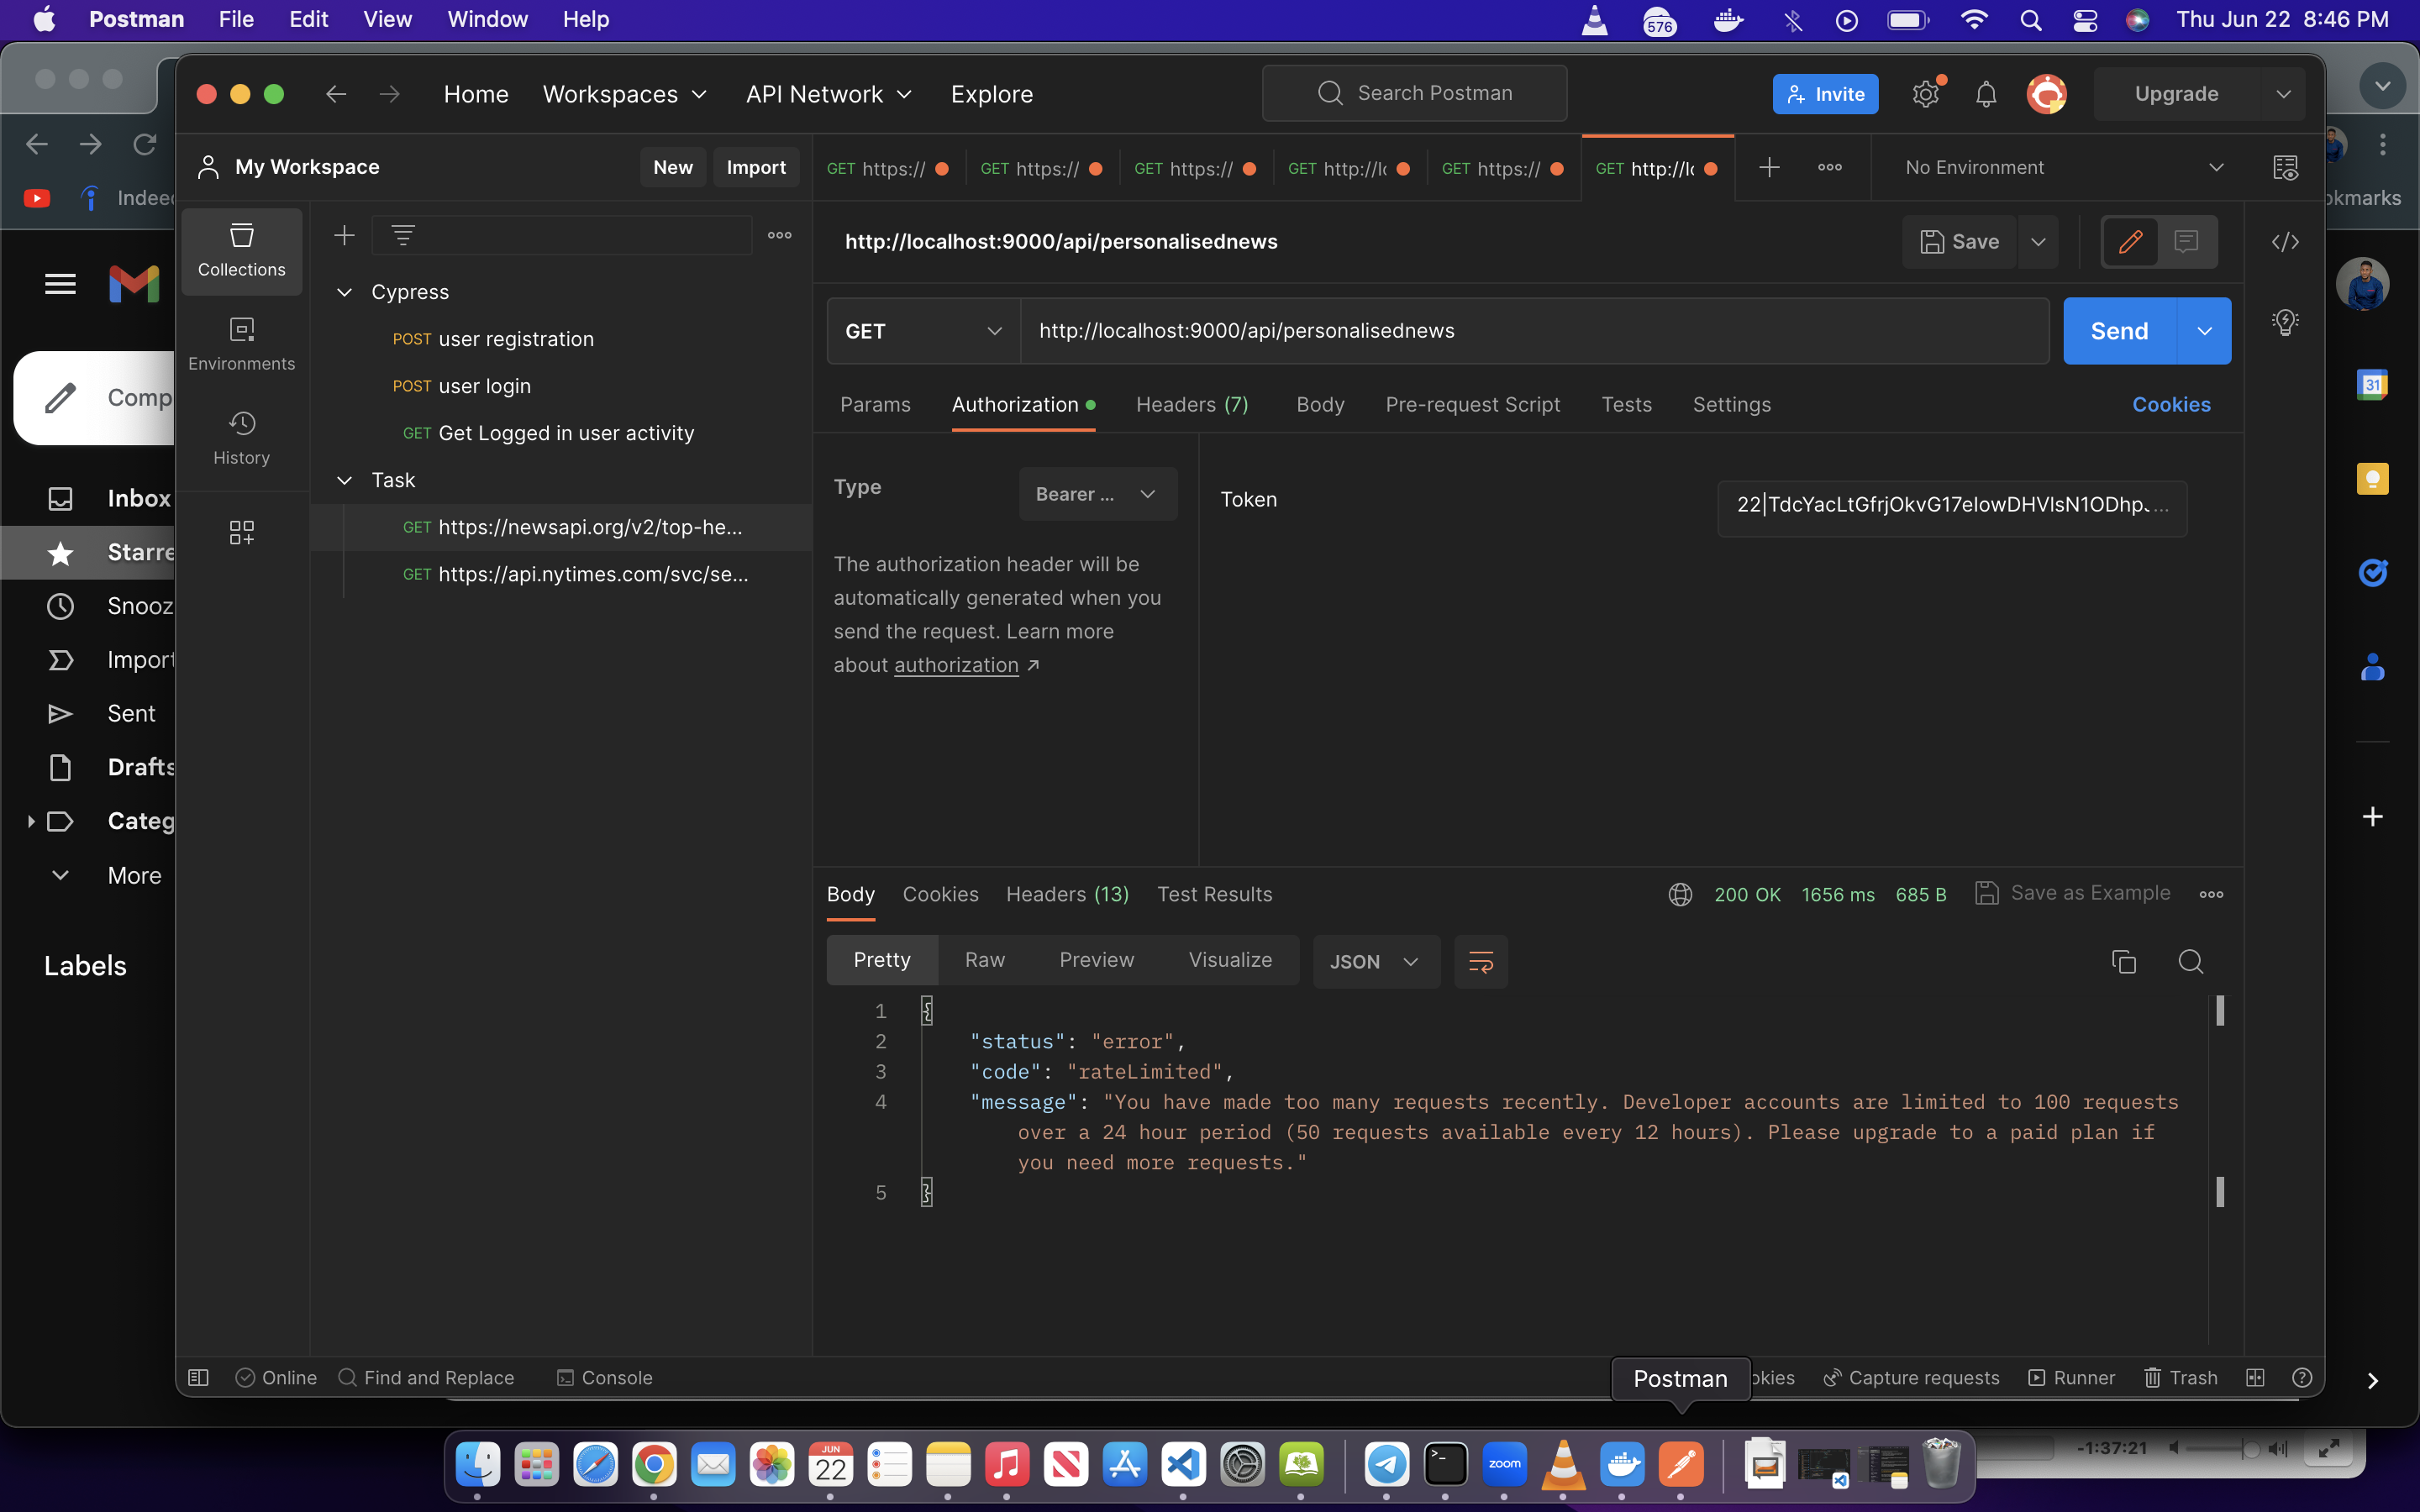 Postman File Edit View Window Help
576
Thu Jun 22 8:46 PM
Home Workspaces API Network Explore
Search Postman
Invite
Upgrade
My Workspace
New Import
GET https://
GET https://
GET https://
GET http://lc
GET https://
GET http://lc
No Environment
kmarks
Collections
Environments
History
Cypress
POST user registration
POST user login
GET Get Logged in user activity
Task
GET https://newsapi.org/v2/top-he...
GET https://api.nytimes.com/svc/se...
http://localhost:9000/api/personalisednews
Save
GET
http://localhost:9000/api/personalisednews
Send
Params Authorization Headers (7) Body Pre-request Script Tests Settings Cookies
Type
Bearer ...
The authorization header will be
automatically generated when you
send the request. Learn more
about authorization ↗
Token
Body Cookies Headers (13) Test Results
200 OK 1656 ms 685 B Save as Example
Pretty Raw Preview Visualize JSON
1 {
2 "status": "error",
3 "code": "rateLimited",
4 "message": "You have made too many requests recently. Developer accounts are limited to 100 requests
over a 24 hour period (50 requests available every 12 hours). Please upgrade to a paid plan if
you need more requests."
5 }
Online Find and Replace Console
Postman
okies Capture requests Runner Trash
Indee
Comp
Inbox
Starre
Snooz
Import
Sent
Drafts
Categ
More
Labels
31
JUN
22
zoom
-1:37:21